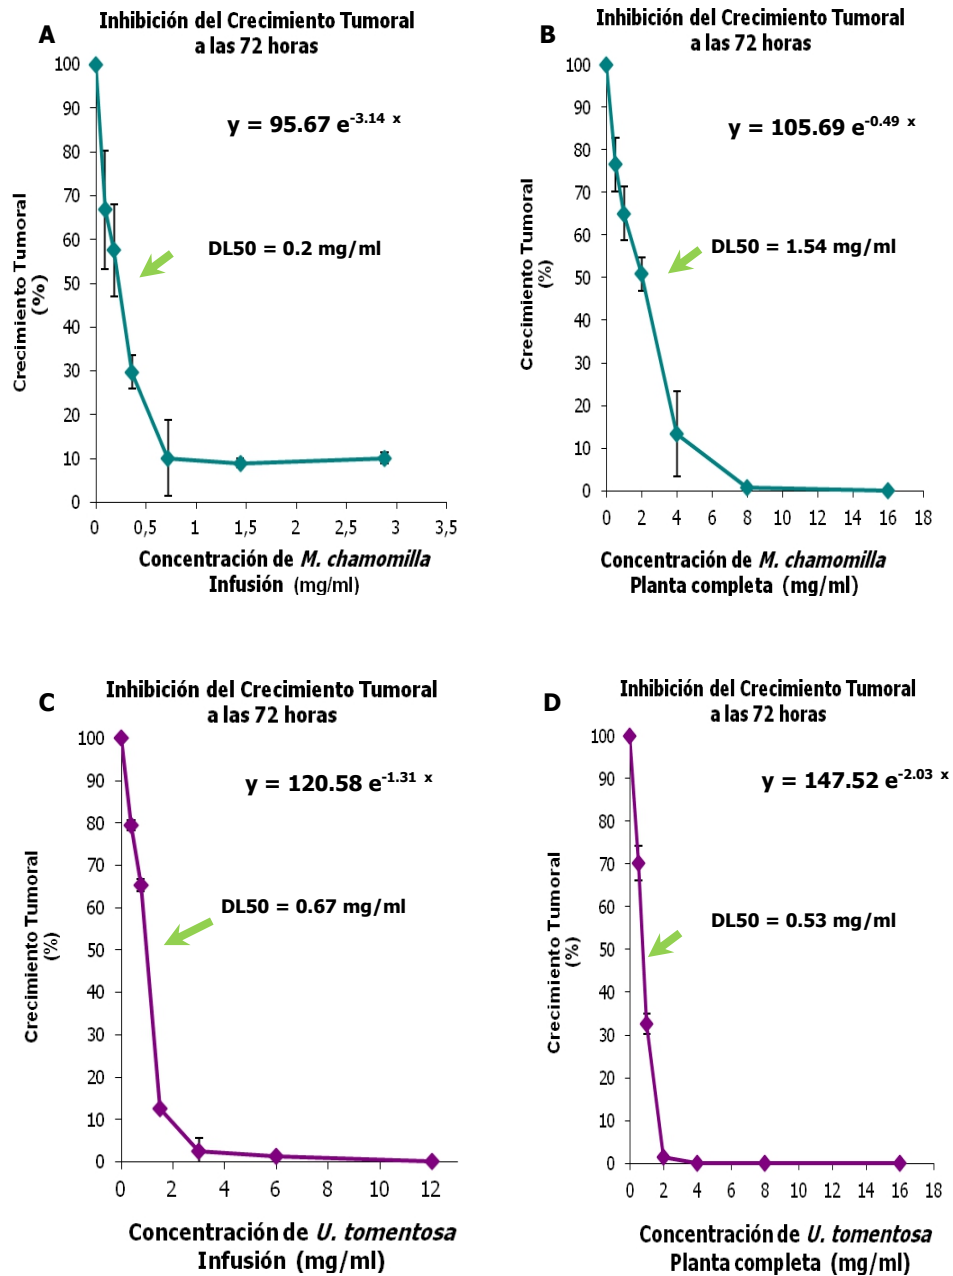 A
Inhibición del Crecimiento Tumoral
a las 72 horas
y = 95.67 e-3.14 x
DL50 = 0.2 mg/ml
Crecimiento Tumoral
(%)
100
90
80
70
60
50
40
30
20
10
0
0 0,5 1 1,5 2 2,5 3 3,5
Concentración de M. chamomilla
Infusión (mg/ml)
B
Inhibición del Crecimiento Tumoral
a las 72 horas
y = 105.69 e-0.49 x
DL50 = 1.54 mg/ml
Crecimiento Tumoral
(%)
100
90
80
70
60
50
40
30
20
10
0
0 2 4 6 8 10 12 14 16 18
Concentración de M. chamomilla
Planta completa (mg/ml)
C
Inhibición del Crecimiento Tumoral
a las 72 horas
y = 120.58 e-1.31 x
DL50 = 0.67 mg/ml
Crecimiento Tumoral
(%)
100
90
80
70
60
50
40
30
20
10
0
0 2 4 6 8 10 12
Concentración de U. tomentosa
Infusión (mg/ml)
D
Inhibición del Crecimiento Tumoral
a las 72 horas
y = 147.52 e-2.03 x
DL50 = 0.53 mg/ml
Crecimiento Tumoral
(%)
100
90
80
70
60
50
40
30
20
10
0
0 2 4 6 8 10 12 14 16 18
Concentración de U. tomentosa
Planta completa (mg/ml)